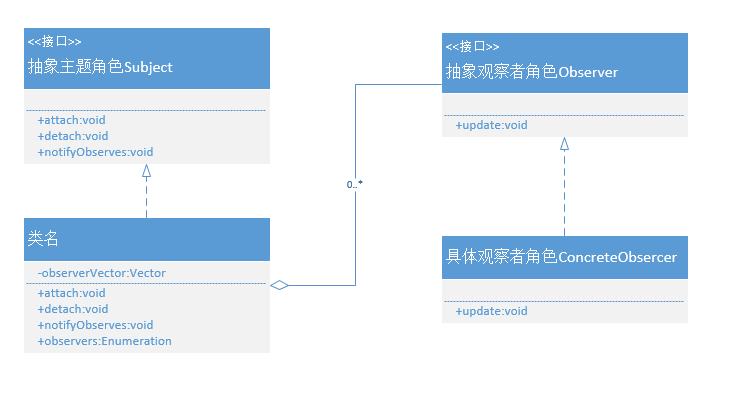 <<接口>>
抽象主题角色Subject
+attach:void
+detach:void
+notifyObserves:void
类名
-observerVector:Vector
+attach:void
+detach:void
+notifyObserves:void
+observers:Enumeration
0..*
<<接口>>
抽象观察者角色Observer
+update:void
具体观察者角色ConcreteObsercer
+update:void